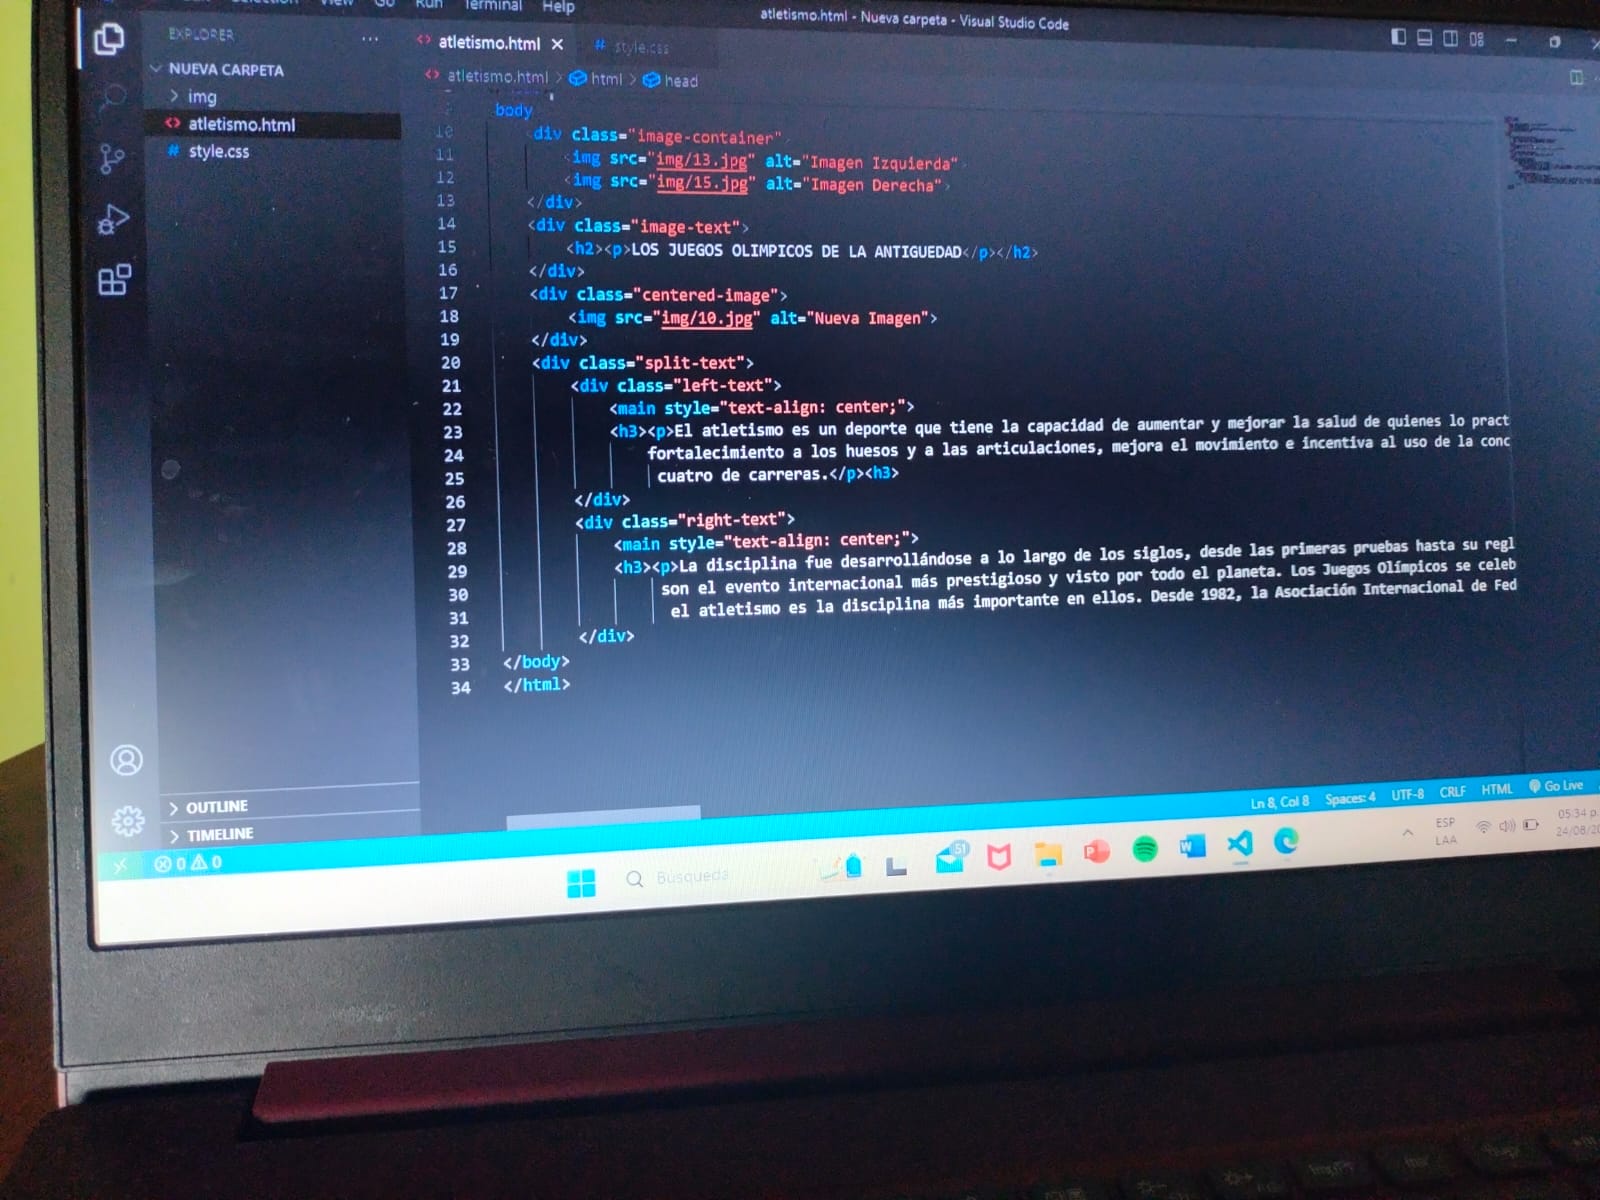 View Go Run Terminal Help
atletismo.html - Nueva carpeta - Visual Studio Code
EXPLORER ...
NUEVA CARPETA
img
atletismo.html
style.css
OUTLINE
TIMELINE
<> atletismo.html × # style.css
<> atletismo.html > html > head
body
10 <div class="image-container">
11 <img src="img/13.jpg" alt="Imagen Izquierda">
12 <img src="img/15.jpg" alt="Imagen Derecha">
13 </div>
14 <div class="image-text">
15 <h2><p>LOS JUEGOS OLIMPICOS DE LA ANTIGUEDAD</p></h2>
16 </div>
17 <div class="centered-image">
18 <img src="img/10.jpg" alt="Nueva Imagen">
19 </div>
20 <div class="split-text">
21 <div class="left-text">
22 <main style="text-align: center;">
23 <h3><p>El atletismo es un deporte que tiene la capacidad de aumentar y mejorar la salud de quienes lo pract
24 fortalecimiento a los huesos y a las articulaciones, mejora el movimiento e incentiva al uso de la conc
25 cuatro de carreras.</p><h3>
26 </div>
27 <div class="right-text">
28 <main style="text-align: center;">
29 <h3><p>La disciplina fue desarrollándose a lo largo de los siglos, desde las primeras pruebas hasta su regl
30 son el evento internacional más prestigioso y visto por todo el planeta. Los Juegos Olímpicos se celeb
31 el atletismo es la disciplina más importante en ellos. Desde 1982, la Asociación Internacional de Fed
32 </div>
33 </body>
34 </html>
0 0 Ln 8, Col 8 Spaces: 4 UTF-8 CRLF HTML Go Live
Búsqueda
51
ESP
LAA
05:34 p.
24/08/20